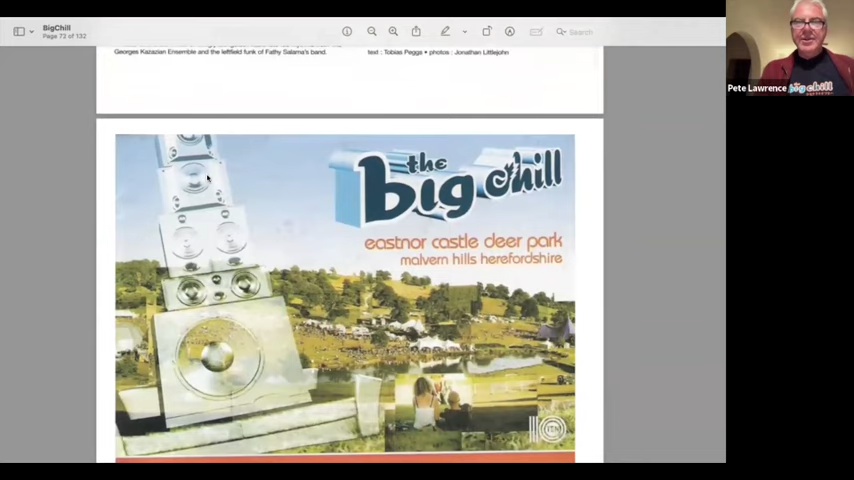 BigChill
Page 72 of 132
Search
Georges Kazazian Ensemble and the leftfield funk of Fathy Salama's band.
text : Tobias Peggs • photos : Jonathan Littlejohn
the
big chill
eastnor castle deer park
malvern hills herefordshire
TEN
Pete Lawrence
big chill